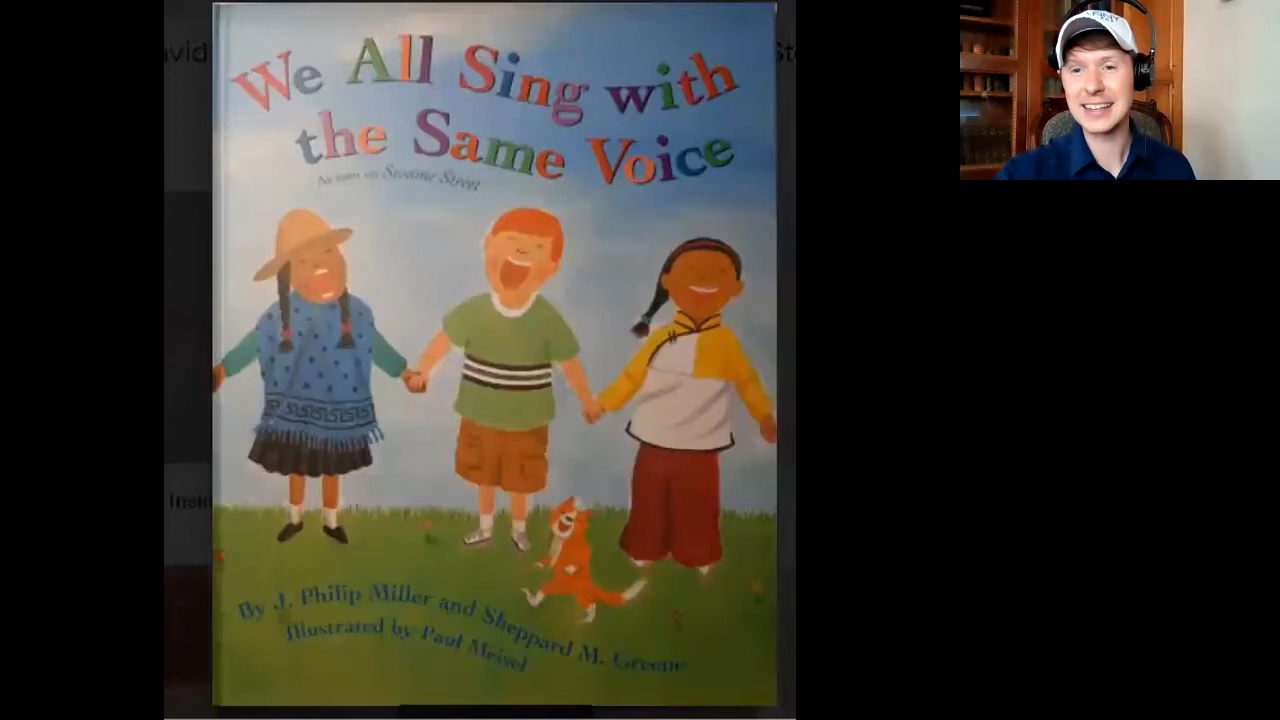 We All Sing with
the Same Voice
As seen on Sesame Street
By J. Philip Miller and Sheppard M. Greene
Illustrated by Paul Meisel